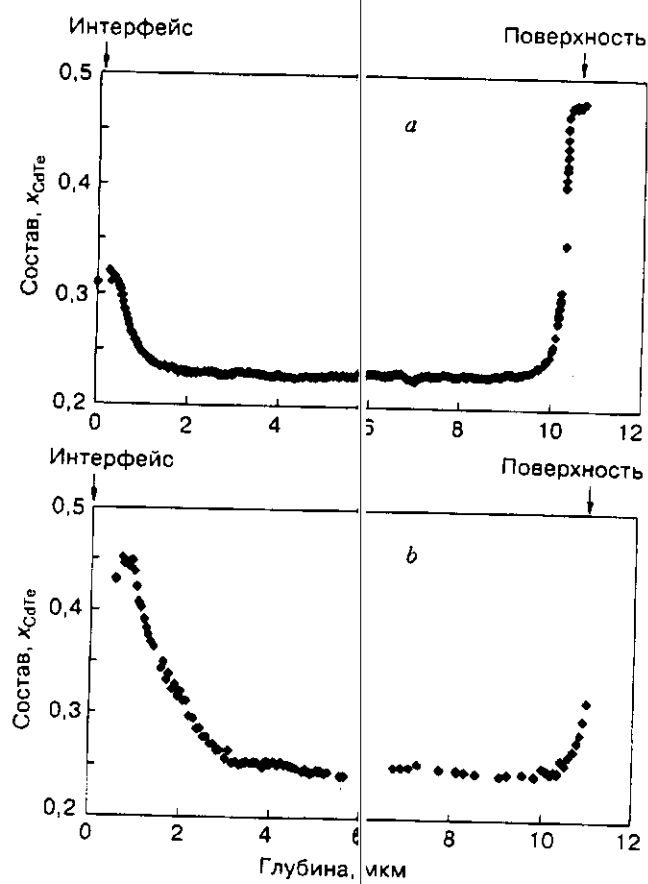 Интерфейс
Поверхность
0,5
a
0,4
Состав, xCdTe
0,3
0,2
0 2 4 6 8 10 12
Интерфейс
Поверхность
0,5
b
0,4
Состав, xCdTe
0,3
0,2
0 2 4 6 8 10 12
Глубина, мкм